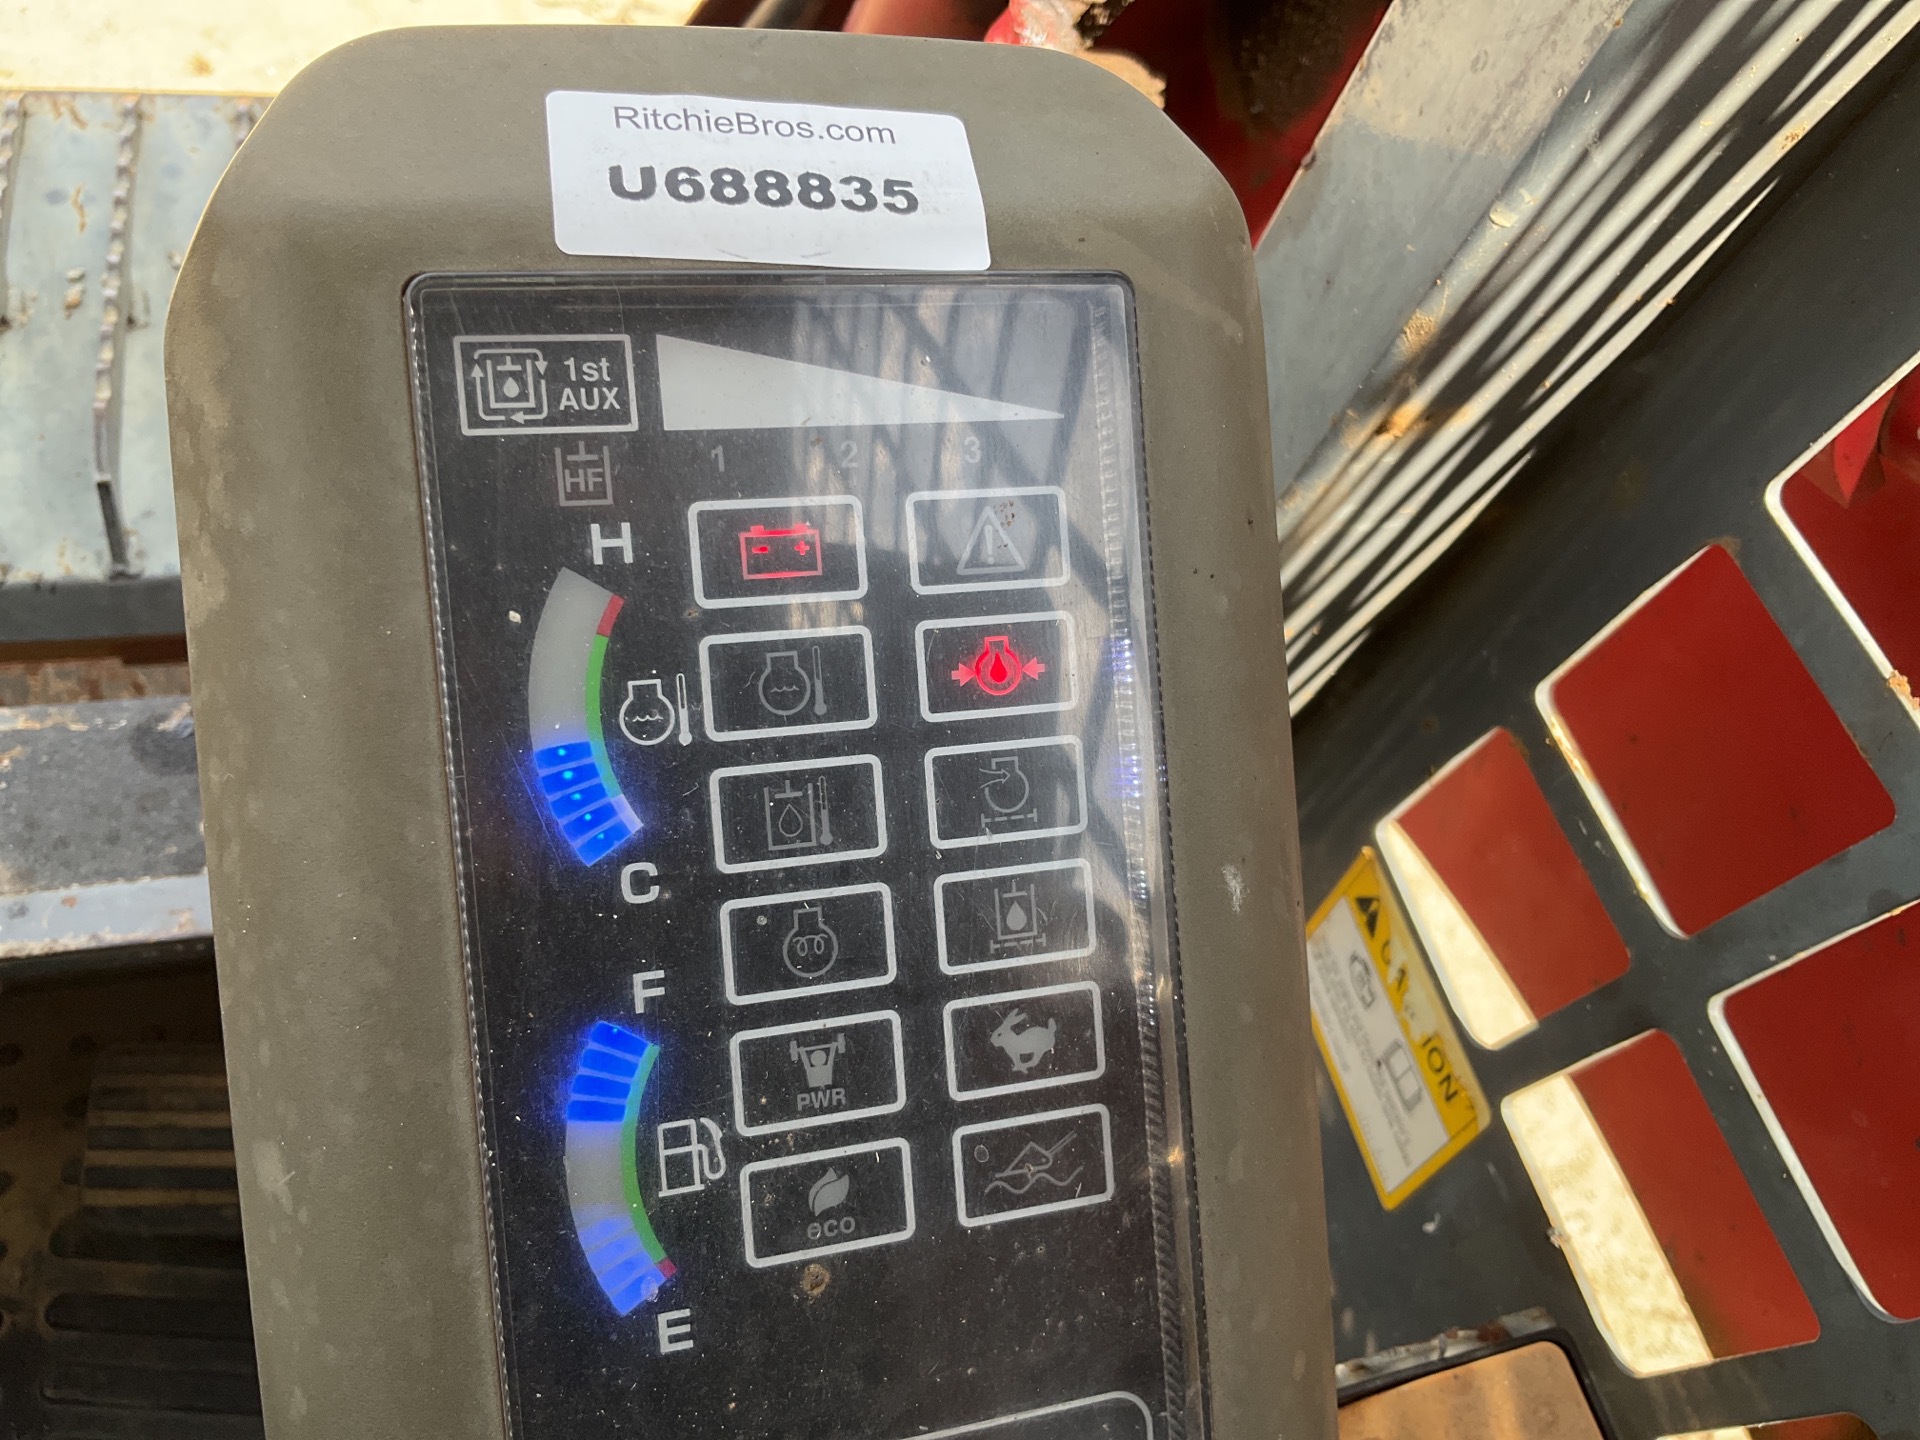 RitchieBros.com
U688835
1st
AUX
HF
1 2 3
H
C
F
PWR
eco
E